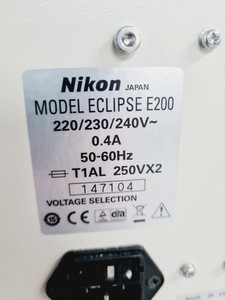 Nikon JAPAN
MODEL ECLIPSE E200
220/230/240V~
0.4A
50-60Hz
T1AL 250VX2
147104
VOLTAGE SELECTION